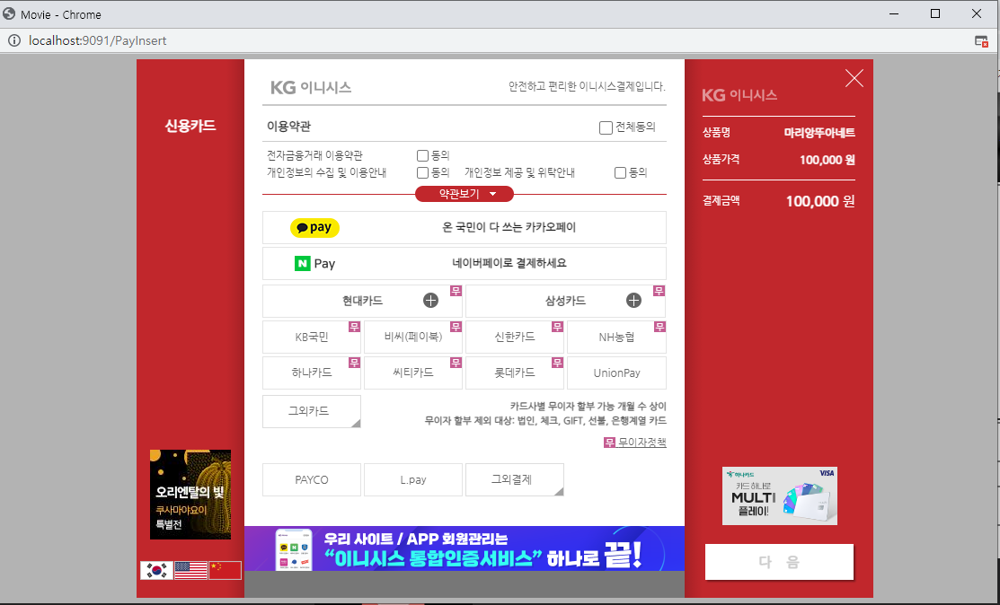 Movie - Chrome
localhost:9091/PayInsert
신용카드
오리엔탈의 빛
쿠사마야요이
특별전
KG 이니시스
안전하고 편리한 이니시스결제입니다.
이용약관
전체동의
전자금융거래 이용약관 동의
개인정보의 수집 및 이용안내 동의 개인정보 제공 및 위탁안내 동의
약관보기
pay 온 국민이 다 쓰는 카카오페이
N Pay 네이버페이로 결제하세요
현대카드 무 삼성카드 무
KB국민 무 비씨(페이북) 무 신한카드 무 NH농협 무
하나카드 무 씨티카드 무 롯데카드 무 UnionPay
그외카드
카드사별 무이자 할부 가능 개월 수 상이
무이자 할부 제외 대상: 법인, 체크, GIFT, 선불, 은행계열 카드
무 무이자정책
PAYCO L.pay 그외결제
우리 사이트 / APP 회원관리는
“이니시스 통합인증서비스” 하나로 끝!
KG 이니시스
상품명 마리앙뚜아네트
상품가격 100,000 원
결제금액 100,000 원
하나카드 VISA
카드 하나로
MULTI
플레이!
다 음